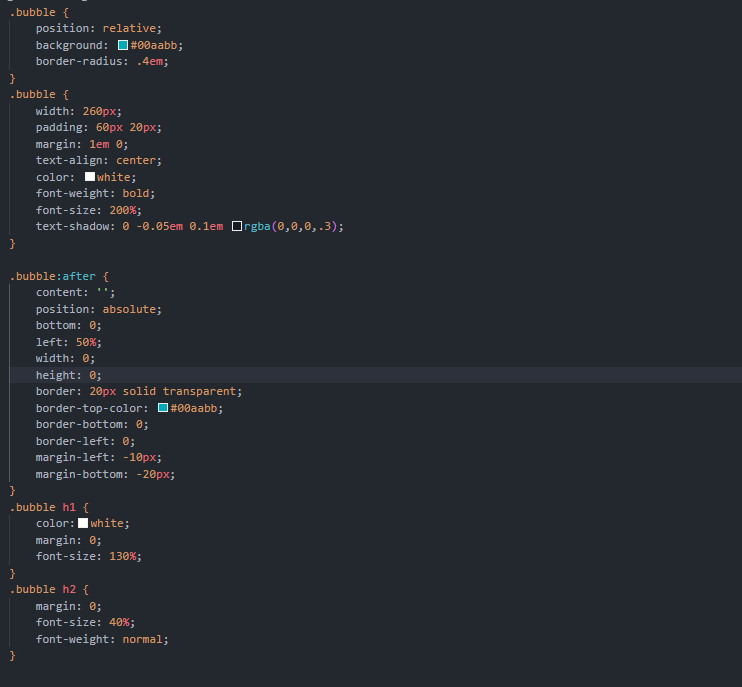 .bubble {
    position: relative;
    background: #00aabb;
    border-radius: .4em;
}
.bubble {
    width: 260px;
    padding: 60px 20px;
    margin: 1em 0;
    text-align: center;
    color: white;
    font-weight: bold;
    font-size: 200%;
    text-shadow: 0 -0.05em 0.1em rgba(0,0,0,.3);
}

.bubble:after {
    content: '';
    position: absolute;
    bottom: 0;
    left: 50%;
    width: 0;
    height: 0;
    border: 20px solid transparent;
    border-top-color: #00aabb;
    border-bottom: 0;
    border-left: 0;
    margin-left: -10px;
    margin-bottom: -20px;
}
.bubble h1 {
    color:white;
    margin: 0;
    font-size: 130%;
}
.bubble h2 {
    margin: 0;
    font-size: 40%;
    font-weight: normal;
}